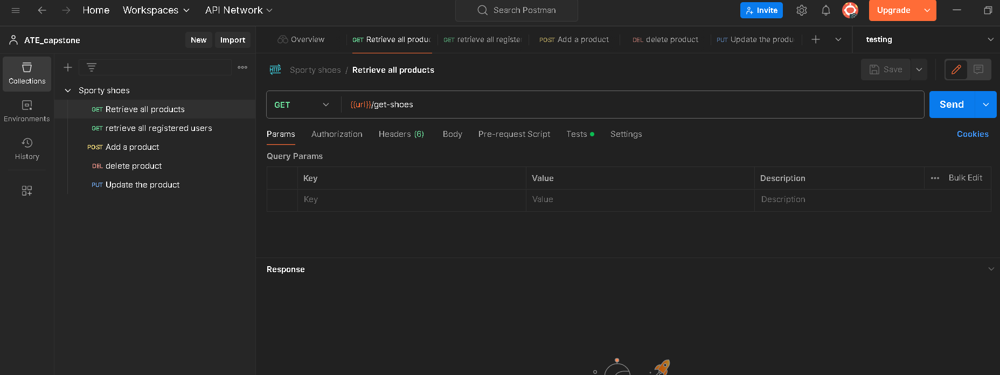 Home Workspaces API Network Search Postman Invite Upgrade
ATE_capstone New Import
Overview GET Retrieve all produc GET retrieve all registe POST Add a product DEL delete product PUT Update the produ testing
Collections
Environments
History
Sporty shoes
GET Retrieve all products
GET retrieve all registered users
POST Add a product
DEL delete product
PUT Update the product
HTTP Sporty shoes / Retrieve all products Save
GET {{url}}/get-shoes Send
Params Authorization Headers (6) Body Pre-request Script Tests Settings Cookies
Query Params
Key Value Description Bulk Edit
Key Value Description
Response